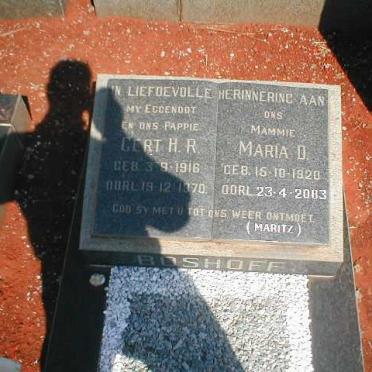 IN LIEFDEVOLLE HERINNERING AAN
MY EGGENOOT
EN ONS PAPPIE
GERT H.R.
GEB. 3-9-1916
OORL. 19-12-1970
ONS
MAMMIE
MARIA D.
GEB. 15-10-1920
OORL. 23-4-2003
GOD SY MET U TOT ONS WEER ONTMOET.
(MARITZ)
BOSHOFF